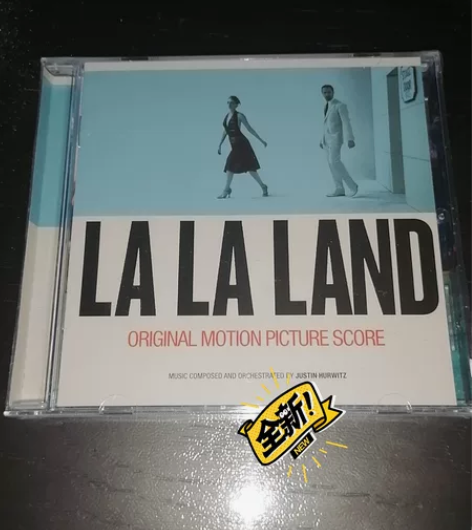 LA LA LAND
ORIGINAL MOTION PICTURE SCORE
MUSIC COMPOSED AND ORCHESTRATED BY JUSTIN HURWITZ
全新!
NEW